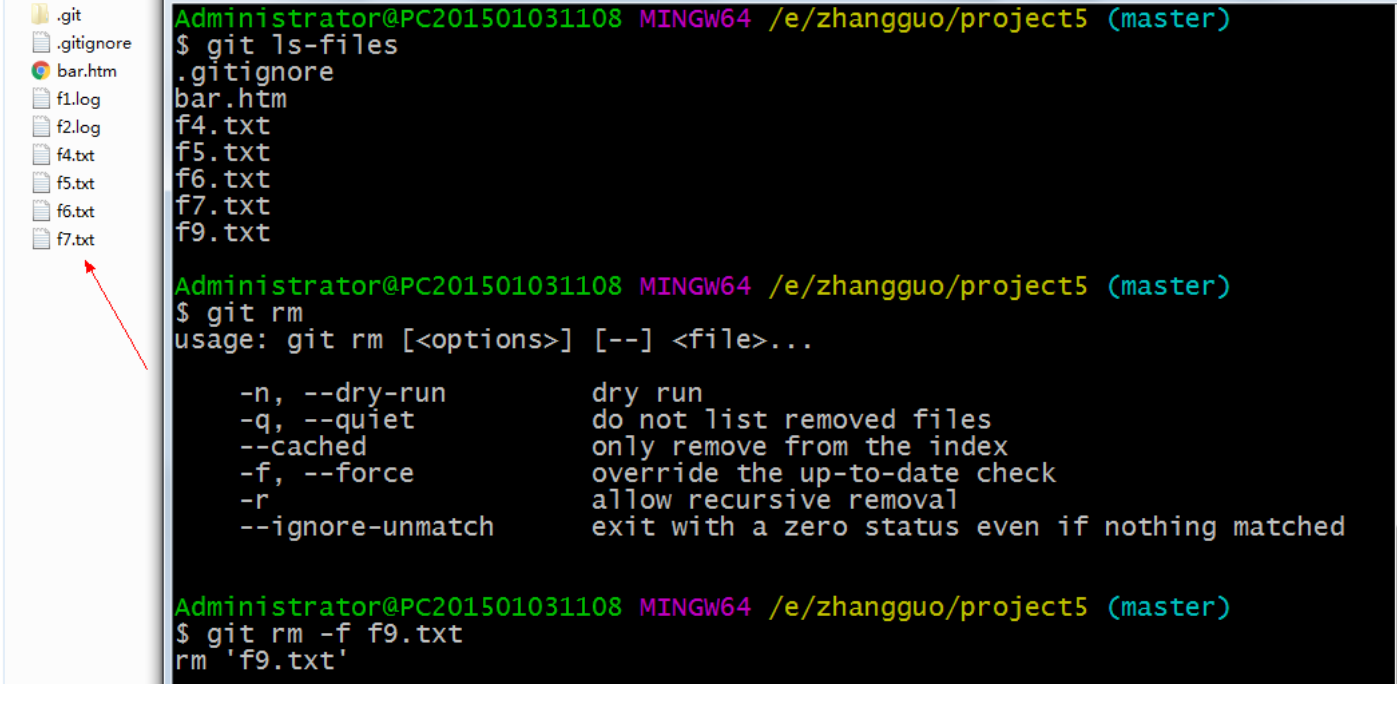 .git
.gitignore
bar.htm
f1.log
f2.log
f4.txt
f5.txt
f6.txt
f7.txt
Administrator@PC201501031108 MINGW64 /e/zhangguo/project5 (master)
$ git ls-files
.gitignore
bar.htm
f4.txt
f5.txt
f6.txt
f7.txt
f9.txt
Administrator@PC201501031108 MINGW64 /e/zhangguo/project5 (master)
$ git rm
usage: git rm [<options>] [--] <file>...
-n, --dry-run dry run
-q, --quiet do not list removed files
--cached only remove from the index
-f, --force override the up-to-date check
-r allow recursive removal
--ignore-unmatch exit with a zero status even if nothing matched
Administrator@PC201501031108 MINGW64 /e/zhangguo/project5 (master)
$ git rm -f f9.txt
rm 'f9.txt'